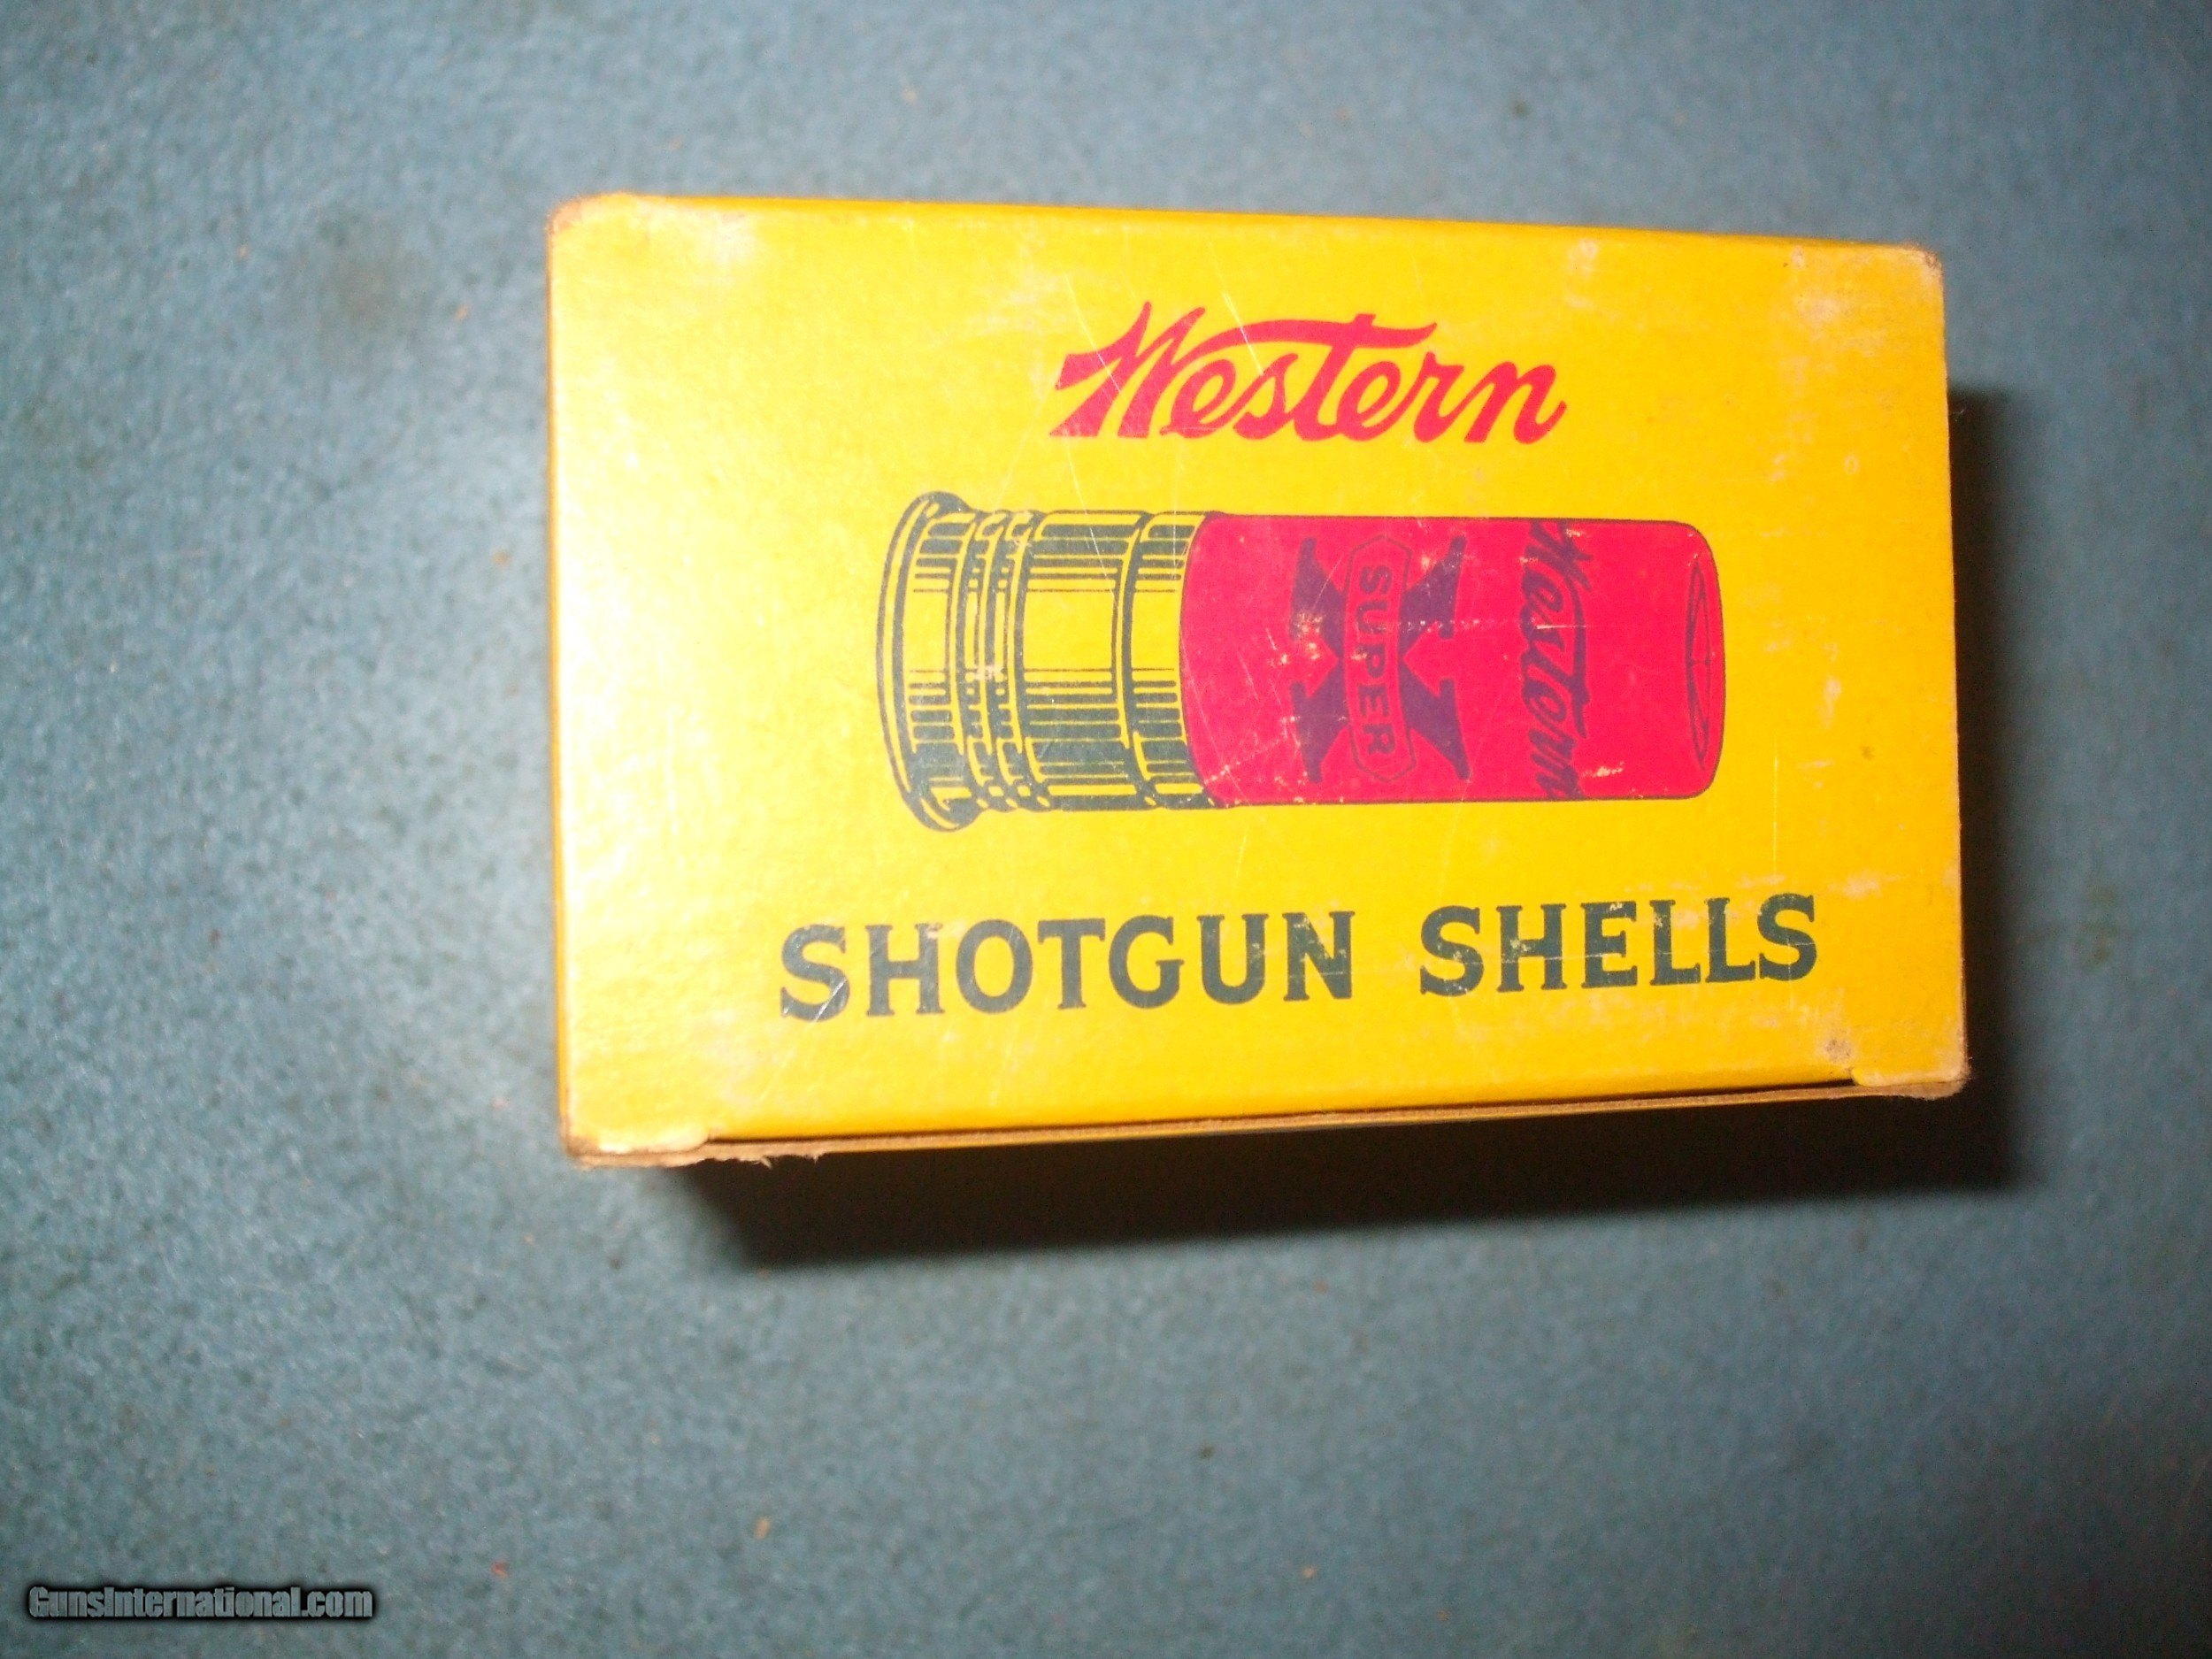 Western
SUPER X
Western
SHOTGUN SHELLS
GunsInternational.com